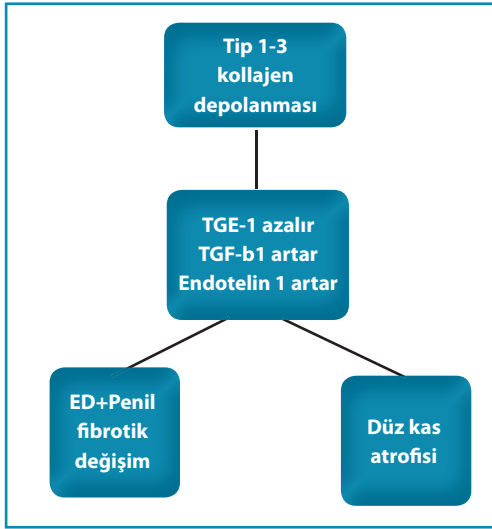 Tip 1-3
kollajen
depolanması
TGE-1 azalır
TGF-b1 artar
Endotelin 1 artar
ED+Penil
fibrotik
değişim
Düz kas
atrofisi